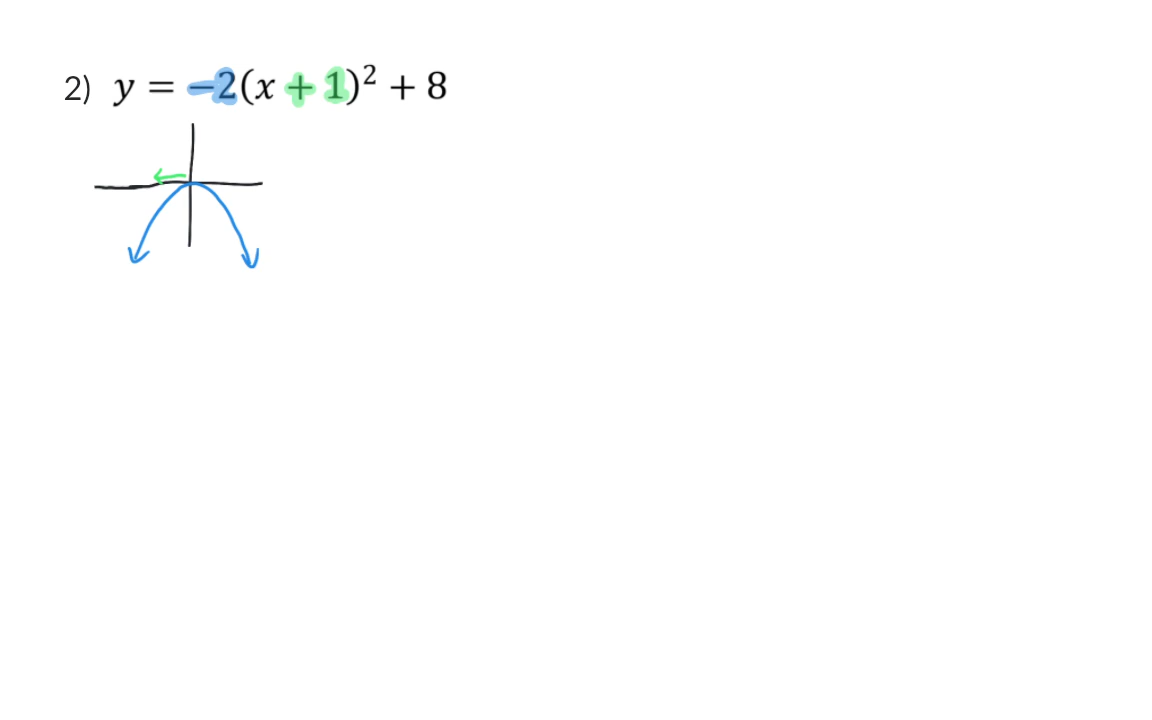 2) y = −2(x + 1)² + 8